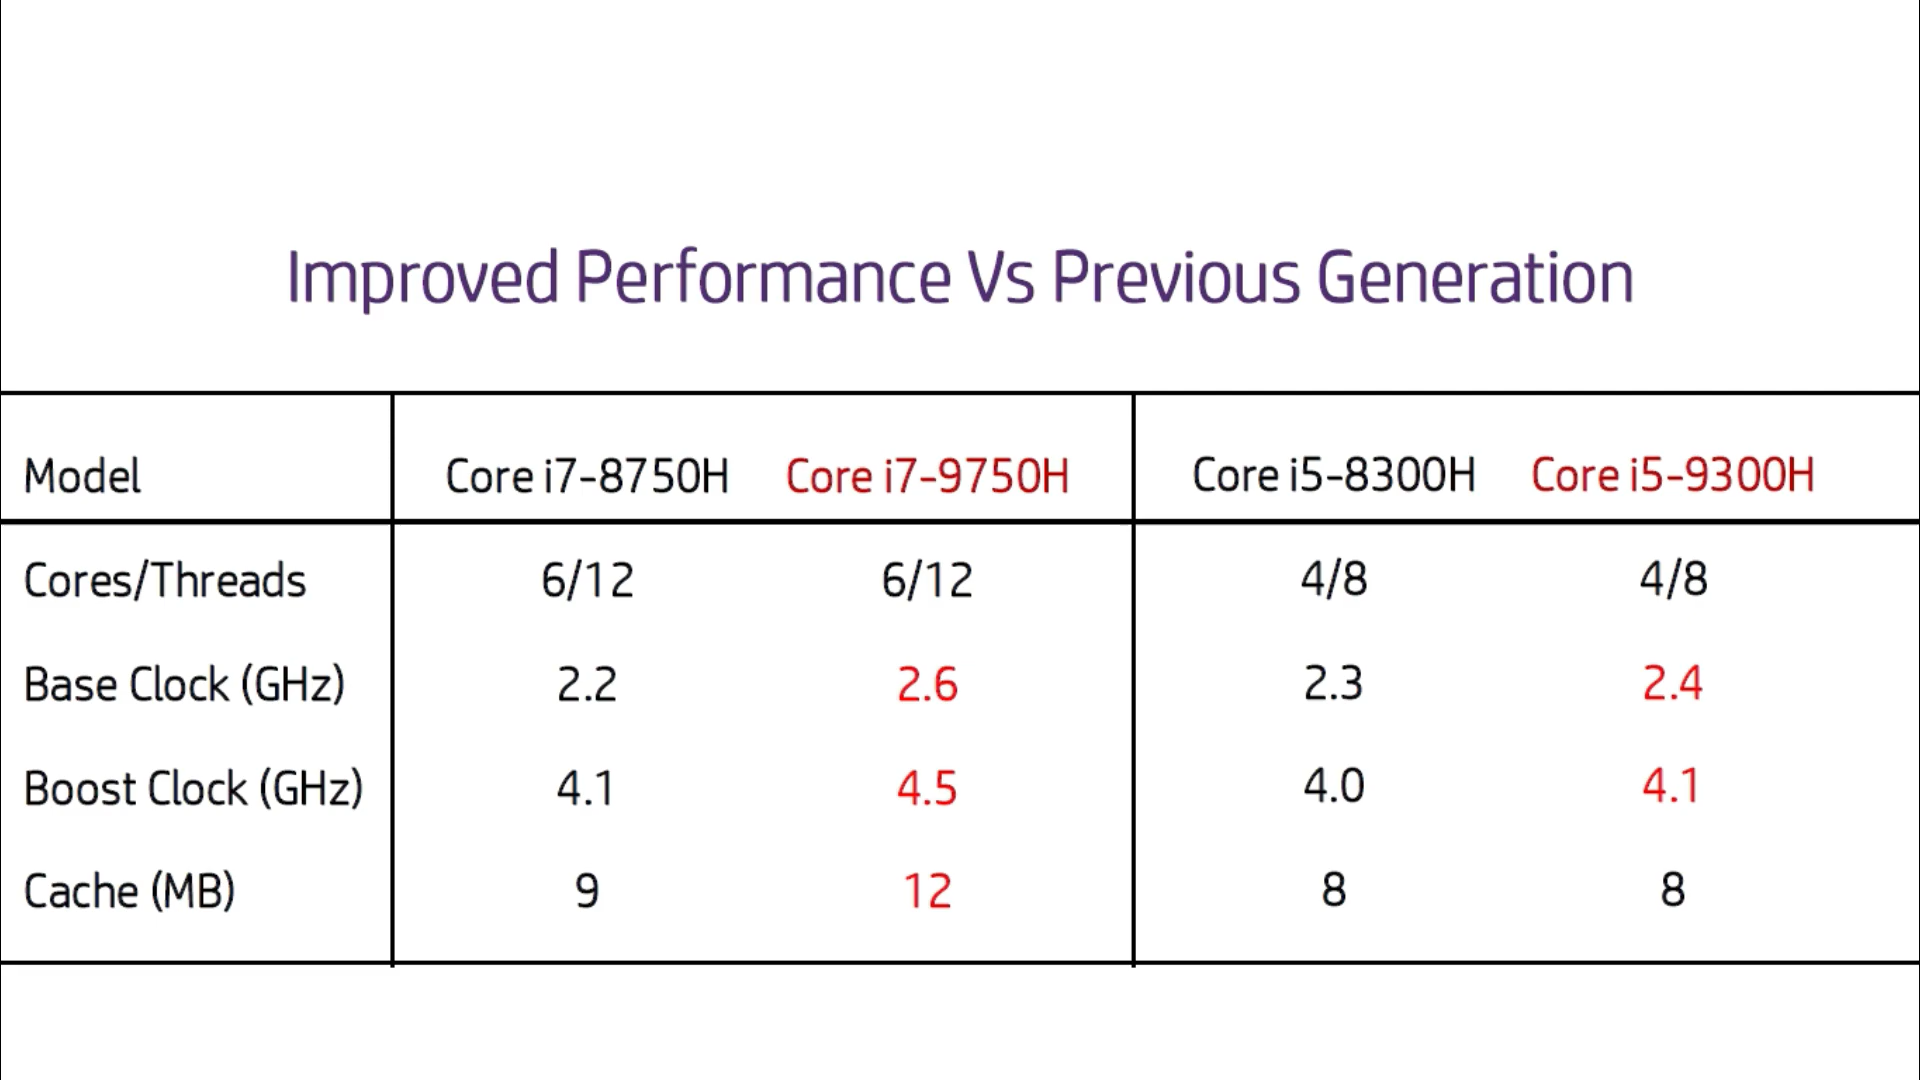 Improved Performance Vs Previous Generation
Model Core i7-8750H Core i7-9750H Core i5-8300H Core i5-9300H
Cores/Threads 6/12 6/12 4/8 4/8
Base Clock (GHz) 2.2 2.6 2.3 2.4
Boost Clock (GHz) 4.1 4.5 4.0 4.1
Cache (MB) 9 12 8 8